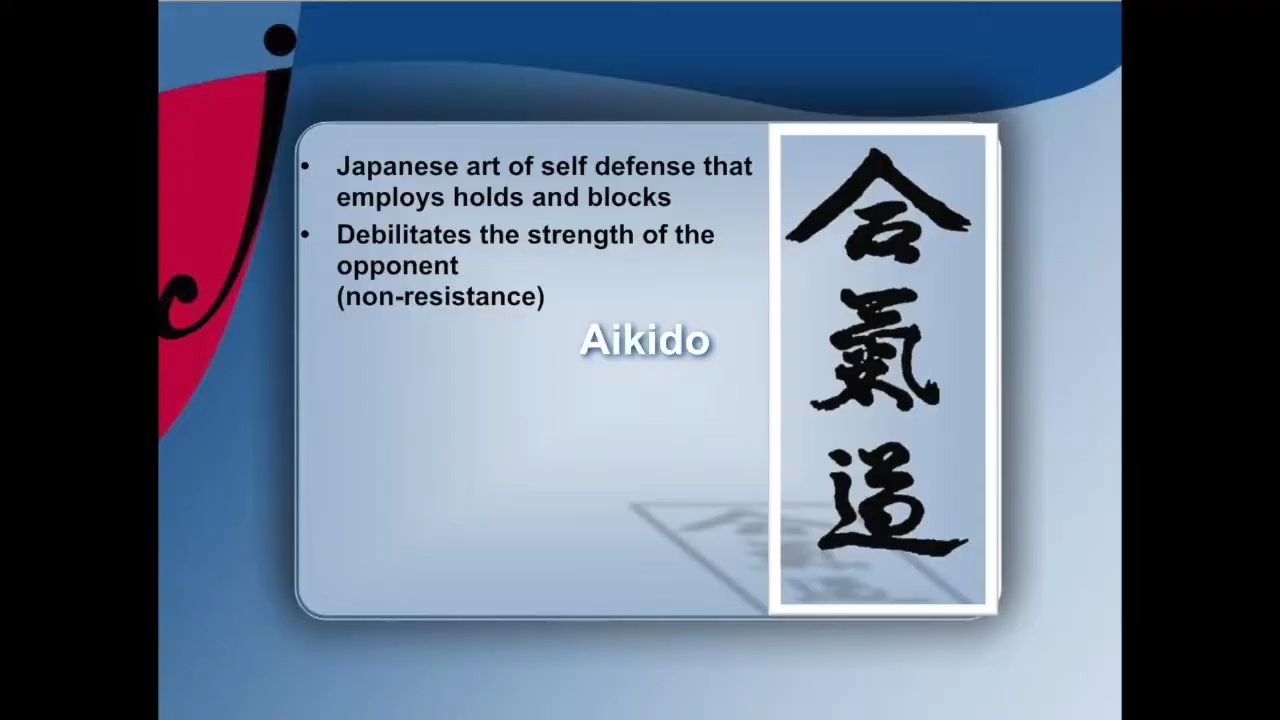 • Japanese art of self defense that
employs holds and blocks
• Debilitates the strength of the
opponent
(non-resistance)
Aikido
合
氣
道